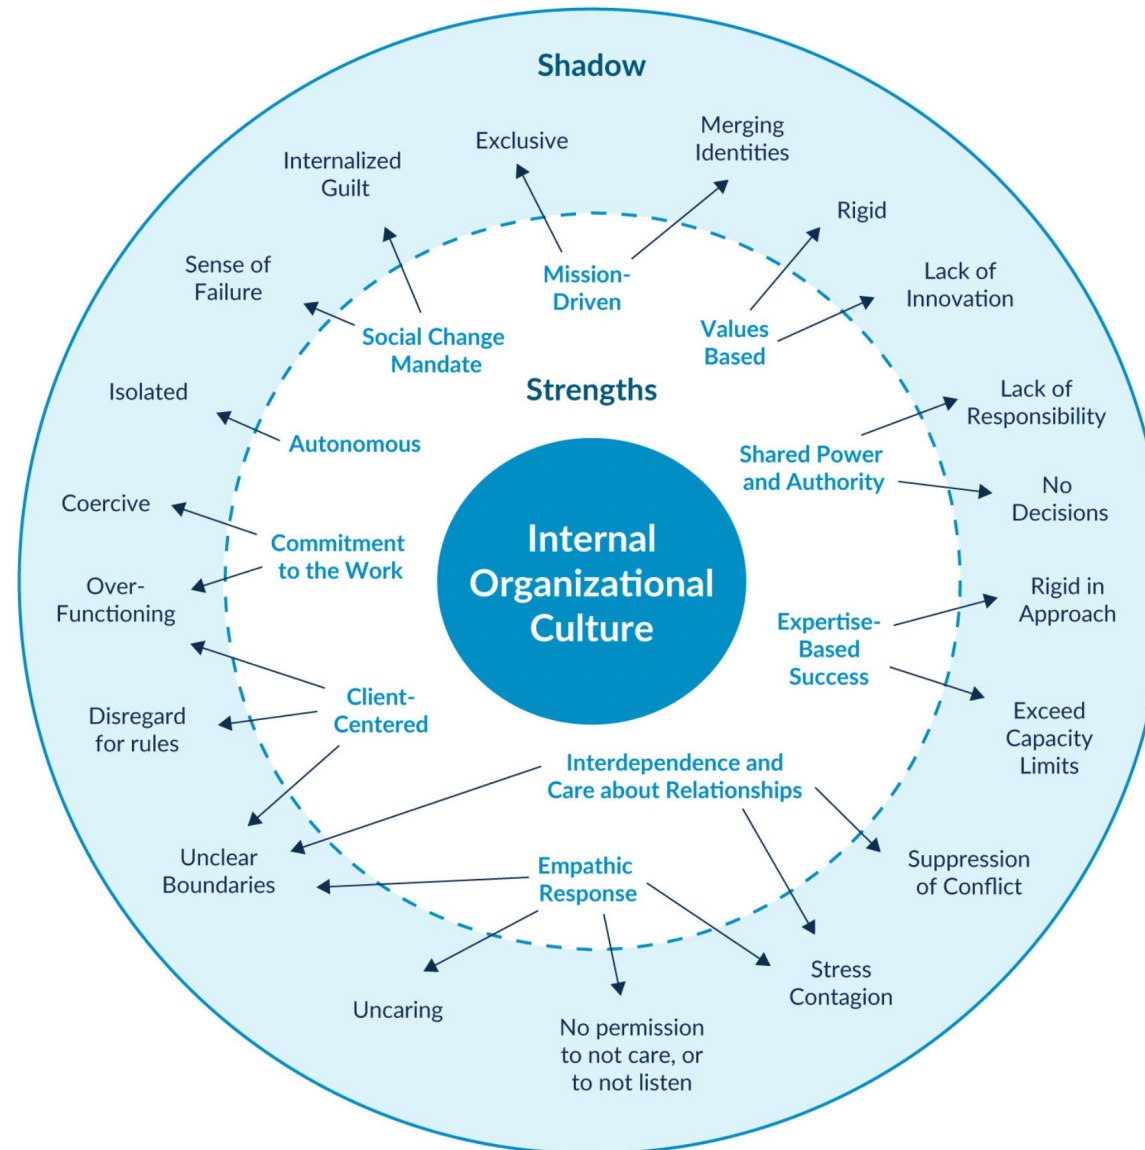 Shadow
Exclusive
Merging
Identities
Internalized
Guilt
Rigid
Sense of
Failure
Mission-
Driven
Lack of
Innovation
Social Change
Mandate
Values
Based
Isolated
Strengths
Lack of
Responsibility
Autonomous
Shared Power
and Authority
Coercive
No
Decisions
Commitment
to the Work
Internal
Organizational
Culture
Over-
Functioning
Rigid in
Approach
Expertise-
Based
Success
Client-
Centered
Disregard
for rules
Exceed
Capacity
Limits
Interdependence and
Care about Relationships
Unclear
Boundaries
Empathic
Response
Suppression
of Conflict
Stress
Contagion
Uncaring
No permission
to not care, or
to not listen